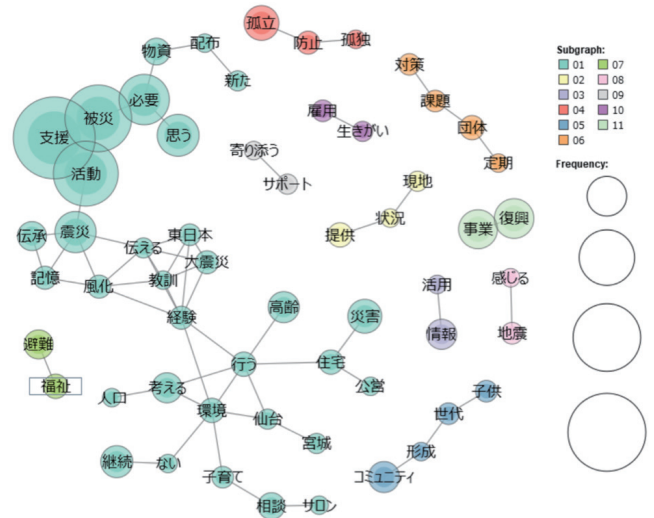 孤立
防止
孤独
物資
配布
新た
必要
被災
支援
思う
活動
対策
課題
団体
定期
雇用
生きがい
寄り添う
サポート
現地
状況
提供
事業
復興
伝承
震災
記憶
風化
伝える
東日本
大震災
教訓
経験
高齢
災害
活用
情報
感じる
地震
避難
福祉
行う
住宅
公営
人口
考える
環境
仙台
宮城
継続
ない
子育て
相談
サロン
子供
世代
形成
コミュニティ
Subgraph:
01 07
02 08
03 09
04 10
05 11
06
Frequency: